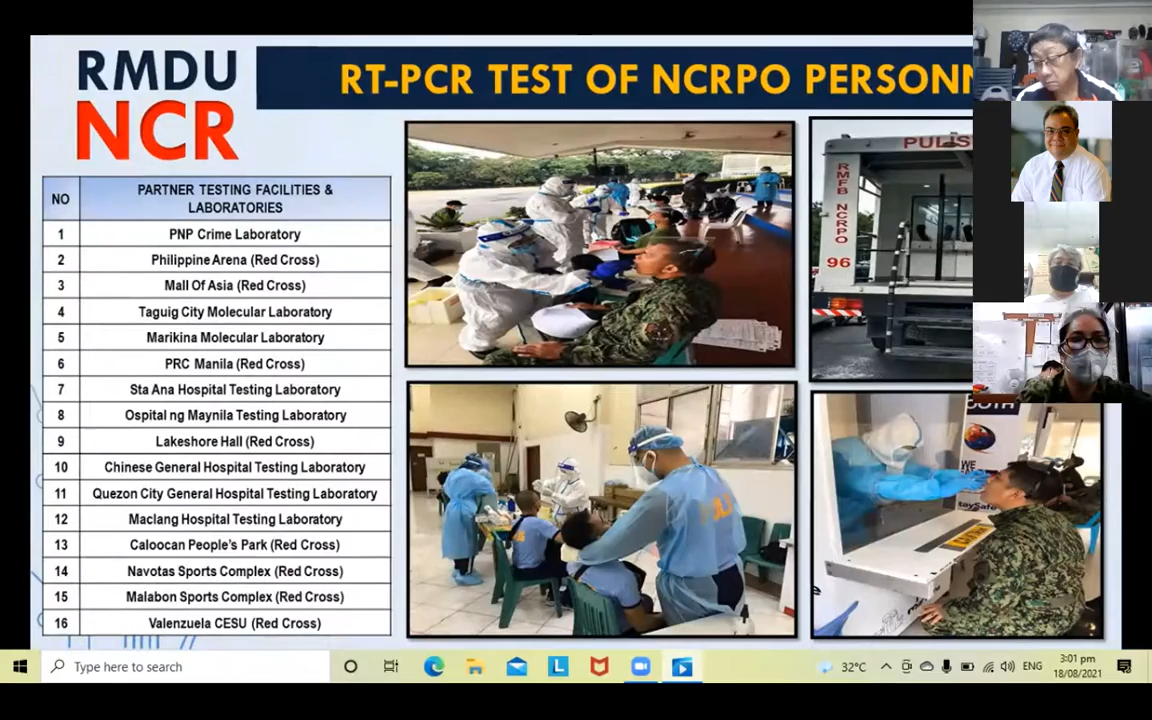 RMDU
NCR
RT-PCR TEST OF NCRPO PERSONN
NO
PARTNER TESTING FACILITIES &
LABORATORIES
1 PNP Crime Laboratory
2 Philippine Arena (Red Cross)
3 Mall Of Asia (Red Cross)
4 Taguig City Molecular Laboratory
5 Marikina Molecular Laboratory
6 PRC Manila (Red Cross)
7 Sta Ana Hospital Testing Laboratory
8 Ospital ng Maynila Testing Laboratory
9 Lakeshore Hall (Red Cross)
10 Chinese General Hospital Testing Laboratory
11 Quezon City General Hospital Testing Laboratory
12 Maclang Hospital Testing Laboratory
13 Caloocan People's Park (Red Cross)
14 Navotas Sports Complex (Red Cross)
15 Malabon Sports Complex (Red Cross)
16 Valenzuela CESU (Red Cross)
PULIS
RMFB NCRPO
96
OOTH
WE
StaySafe
Type here to search
L
32°C
ENG
3:01 pm
18/08/2021